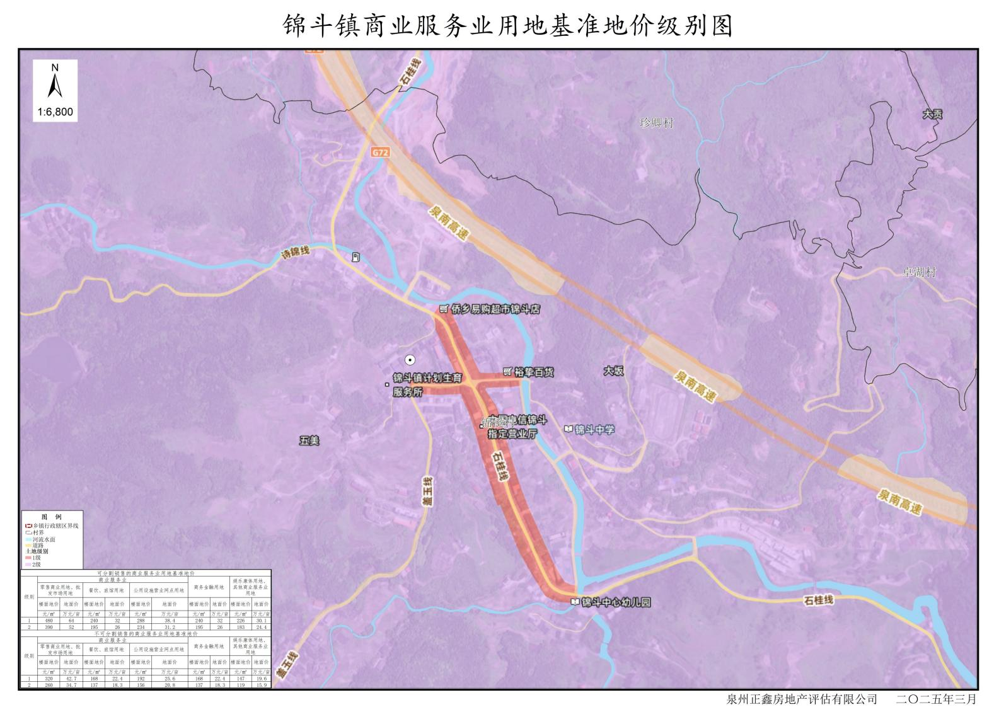 锦斗镇商业服务业用地基准地价级别图
N
1:6,800
石桂线
珍卿村
大贡
G72
泉南高速
诗锦线
卓湖村
侨乡易购超市锦斗店
锦斗镇计划生育
服务所
裕挚百货
大坂
泉南高速
锦溪村
中国电信锦斗
指定营业厅
锦斗中学
五美
石桂线
盖玉线
泉南高速
锦斗中心幼儿园
石桂线
盖玉线
图 例
乡镇行政辖区界线
村界
河流水面
道路
土地级别
1级
2级
可分割销售的商业服务业用地基准地价
级别 商业服务业 商务金融用地 娱乐康体用地、其他商业服务业用地
零售商业用地、批发市场用地 餐饮、旅馆用地 公用设施营业网点用地
楼面地价 地面价 楼面地价 地面价 楼面地价 地面价 楼面地价 地面价 楼面地价 地面价
元/㎡ 万元/亩 元/㎡ 万元/亩 元/㎡ 万元/亩 元/㎡ 万元/亩 元/㎡ 万元/亩
1 480 64 240 32 288 38.4 240 32 226 30.1
2 390 52 195 26 234 31.2 195 26 183 24.4
不可分割销售的商业服务业用地基准地价
级别 商业服务业 商务金融用地 娱乐康体用地、其他商业服务业用地
零售商业用地、批发市场用地 餐饮、旅馆用地 公用设施营业网点用地
楼面地价 地面价 楼面地价 地面价 楼面地价 地面价 楼面地价 地面价 楼面地价 地面价
元/㎡ 万元/亩 元/㎡ 万元/亩 元/㎡ 万元/亩 元/㎡ 万元/亩 元/㎡ 万元/亩
1 320 42.7 168 22.4 192 25.6 168 22.4 147 19.6
2 260 34.7 137 18.3 156 20.8 137 18.3 119 15.9
泉州正鑫房地产评估有限公司 二〇二五年三月